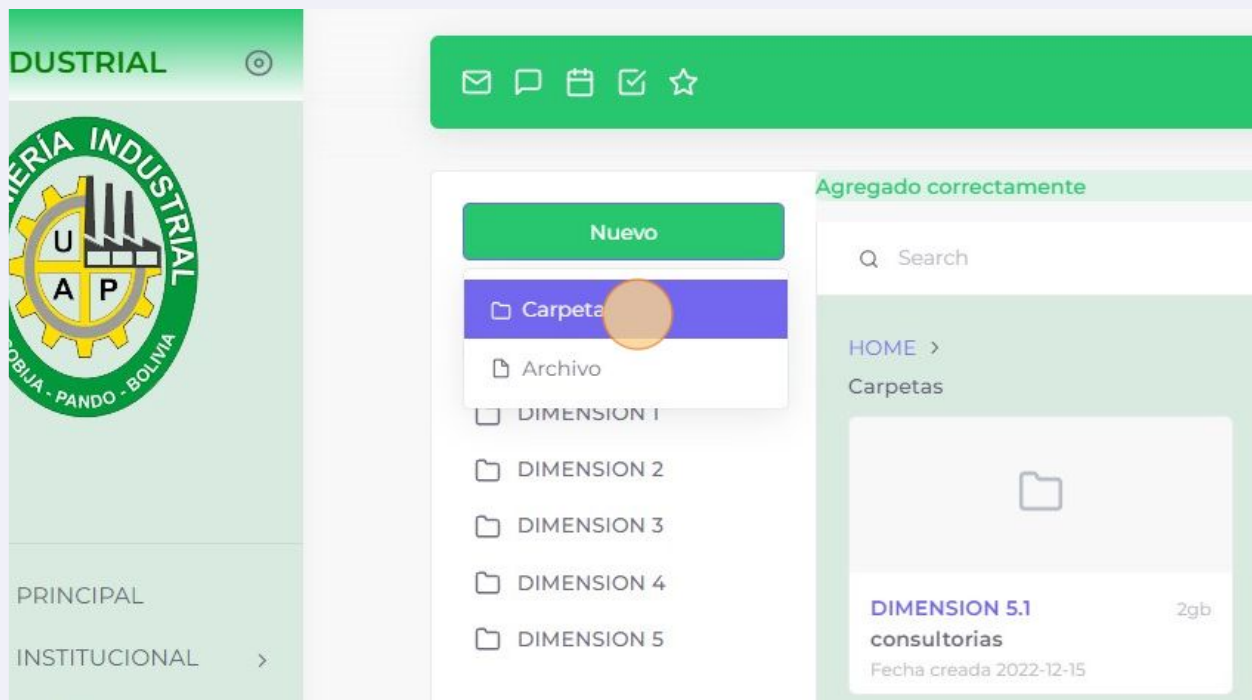 DUSTRIAL
ERÍA INDUSTRIAL
U
A P
BIJA - PANDO - BOLIVIA
PRINCIPAL
INSTITUCIONAL
Nuevo
Carpeta
Archivo
DIMENSION 1
DIMENSION 2
DIMENSION 3
DIMENSION 4
DIMENSION 5
Agregado correctamente
Search
HOME >
Carpetas
DIMENSION 5.1 2gb
consultorias
Fecha creada 2022-12-15